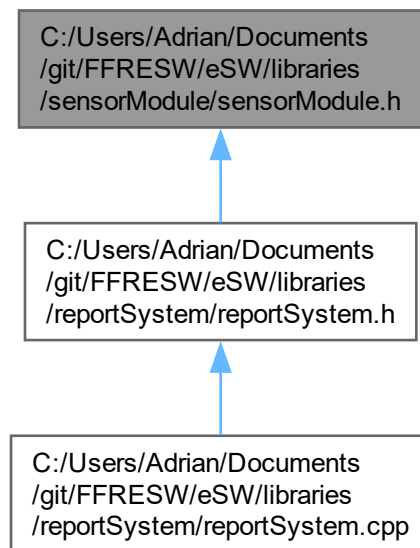 C:/Users/Adrian/Documents
/git/FFRESW/eSW/libraries
/sensorModule/sensorModule.h
C:/Users/Adrian/Documents
/git/FFRESW/eSW/libraries
/reportSystem/reportSystem.h
C:/Users/Adrian/Documents
/git/FFRESW/eSW/libraries
/reportSystem/reportSystem.cpp